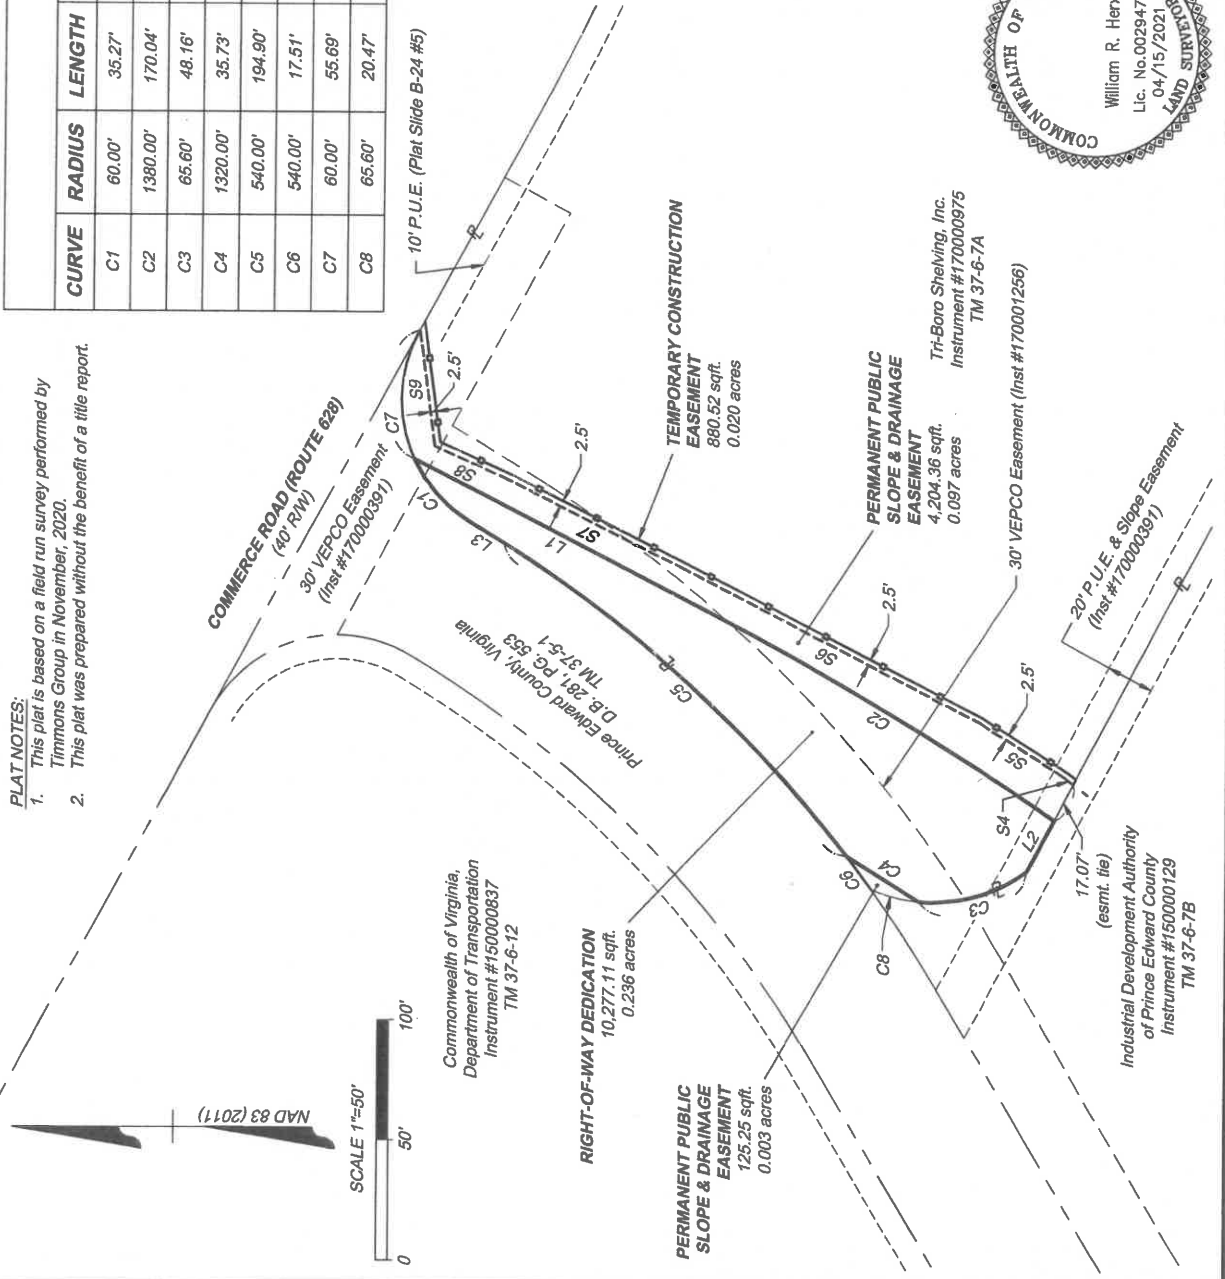 PLAT NOTES:
1. This plat is based on a field run survey performed by
Timmons Group in November, 2020.
2. This plat was prepared without the benefit of a title report.
CURVE RADIUS LENGTH
C1 60.00' 35.27'
C2 1380.00' 170.04'
C3 65.60' 48.16'
C4 1320.00' 35.73'
C5 540.00' 194.90'
C6 540.00' 17.51'
C7 60.00' 55.69'
C8 65.60' 20.47'
NAD 83 (2011)
SCALE 1"=50'
0 50' 100'
COMMERCE ROAD (ROUTE 628)
(40' R/W)
30' VEPCO Easement
(Inst #170000391)
10' P.U.E. (Plat Slide B-24 #5)
Commonwealth of Virginia,
Department of Transportation
Instrument #150000837
TM 37-6-12
Prince Edward County, Virginia
D.B. 281, PG. 553
TM 37-5-1
RIGHT-OF-WAY DEDICATION
10,277.11 sqft.
0.236 acres
PERMANENT PUBLIC
SLOPE & DRAINAGE
EASEMENT
125.25 sqft.
0.003 acres
TEMPORARY CONSTRUCTION
EASEMENT
880.52 sqft.
0.020 acres
PERMANENT PUBLIC
SLOPE & DRAINAGE
EASEMENT
4,204.36 sqft.
0.097 acres
Tri-Boro Shelving, Inc.
Instrument #170000975
TM 37-6-7A
30' VEPCO Easement (Inst #170001256)
20' P.U.E. & Slope Easement
(Inst #170000391)
17.07'
(esmt. tie)
Industrial Development Authority
of Prince Edward County
Instrument #150000129
TM 37-6-7B
C7
S9
2.5'
S8
C1
L3
L1
S7
2.5'
C5
S6
2.5'
C2
S5
2.5'
S4
L2
C6
C4
C3
C8
PL
PL
PL
PL
COMMONWEALTH OF
William R. Her
Lic. No.002947
04/15/2021
LAND SURVEYOR